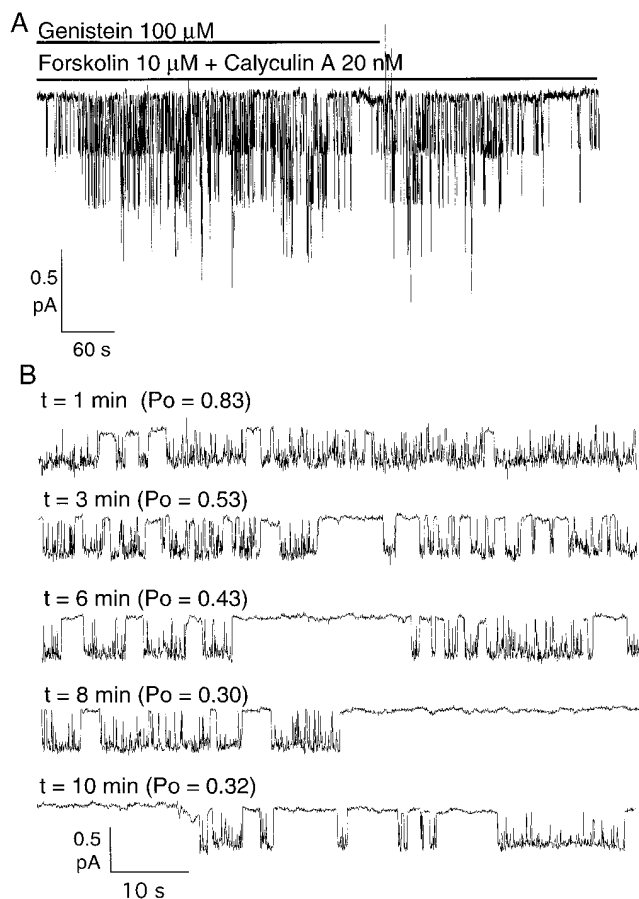 A
Genistein 100 μM
Forskolin 10 μM + Calyculin A 20 nM
0.5
pA
60 s
B
t = 1 min (Po = 0.83)
t = 3 min (Po = 0.53)
t = 6 min (Po = 0.43)
t = 8 min (Po = 0.30)
t = 10 min (Po = 0.32)
0.5
pA
10 s